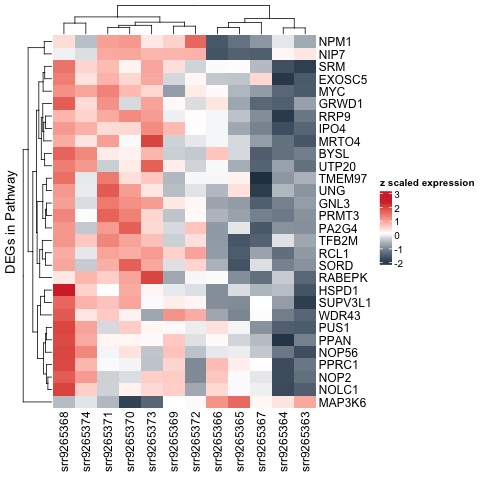 NPM1
NIP7
SRM
EXOSC5
MYC
GRWD1
RRP9
IPO4
MRTO4
BYSL
UTP20
TMEM97
UNG
GNL3
PRMT3
PA2G4
TFB2M
RCL1
SORD
RABEPK
HSPD1
SUPV3L1
WDR43
PUS1
PPAN
NOP56
PPRC1
NOP2
NOLC1
MAP3K6
DEGs in Pathway
z scaled expression
3
2
1
0
-1
-2
srr9265368
srr9265374
srr9265371
srr9265370
srr9265373
srr9265369
srr9265372
srr9265366
srr9265365
srr9265367
srr9265364
srr9265363